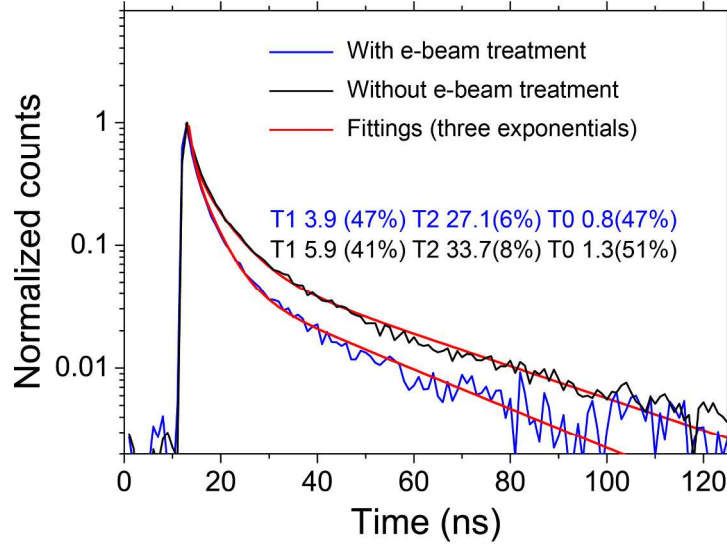 With e-beam treatment
Without e-beam treatment
Fittings (three exponentials)
1
T1 3.9 (47%) T2 27.1(6%) T0 0.8(47%)
T1 5.9 (41%) T2 33.7(8%) T0 1.3(51%)
0.1
0.01
Normalized counts
0 20 40 60 80 100 120
Time (ns)